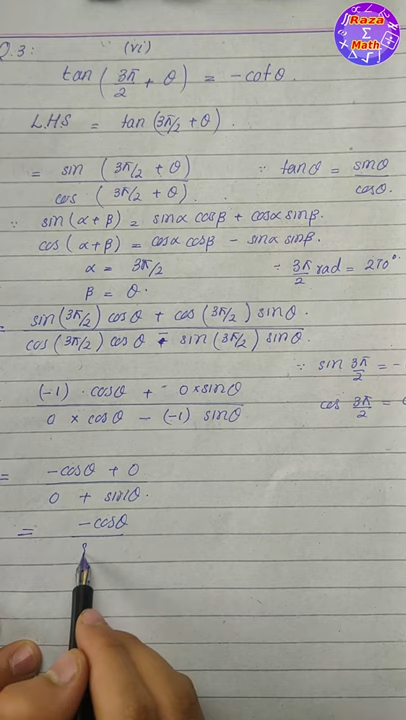 Raza
Σ
Math
Q.3: (vi)
tan(3π/2 + θ) = -cotθ.
L.H.S = tan(3π/2 + θ).
= sin(3π/2 + θ) / cos(3π/2 + θ). ∵ tanθ = sinθ/cosθ.
∵ sin(α+β) = sinα cosβ + cosα sinβ.
cos(α+β) = cosα cosβ - sinα sinβ.
α = 3π/2 ∵ 3π/2 rad = 270°
β = θ.
= sin(3π/2) cosθ + cos(3π/2) sinθ.
cos(3π/2) cosθ - sin(3π/2) sinθ.
∵ sin 3π/2 = -
(-1) · cosθ + 0×sinθ
0 × cosθ - (-1) sinθ
cos 3π/2 =
= -cosθ + 0
0 + sinθ.
= -cosθ